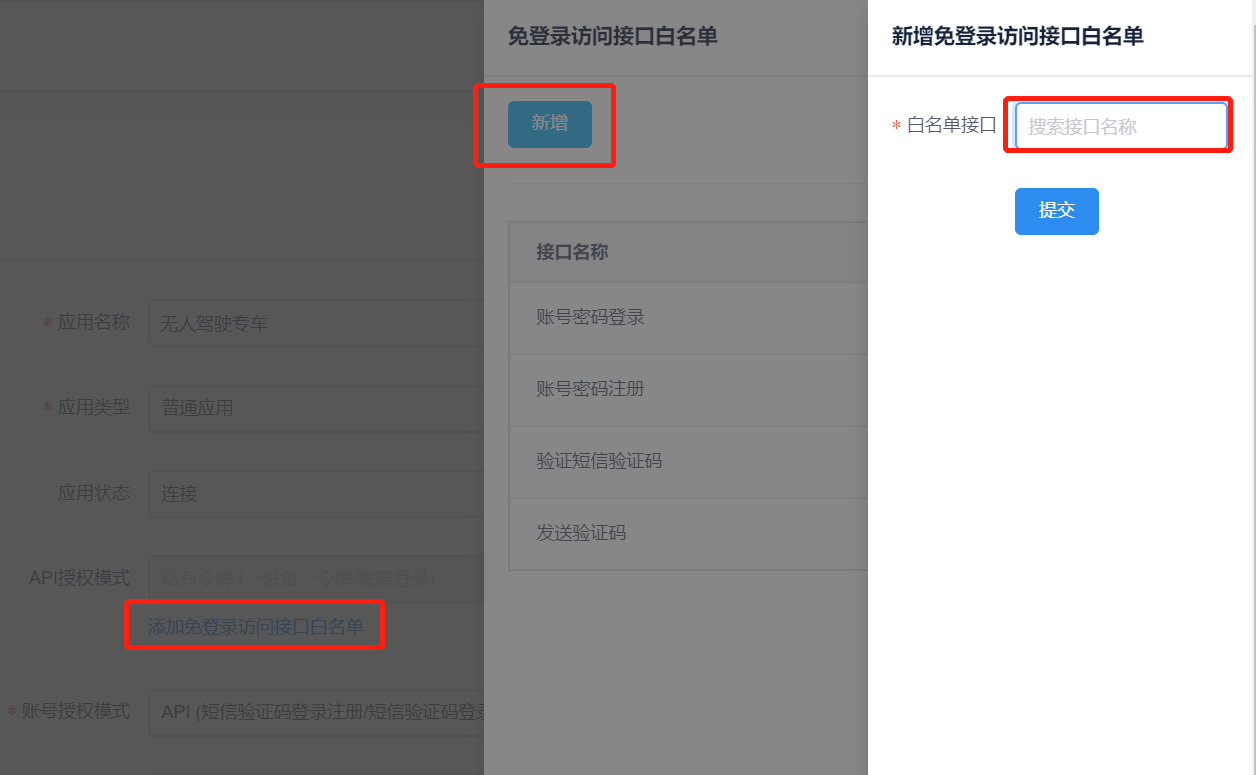 免登录访问接口白名单
新增免登录访问接口白名单
新增
* 白名单接口 搜索接口名称
提交
接口名称
账号密码登录
账号密码注册
验证短信验证码
发送验证码
* 应用名称 无人驾驶专车
* 应用类型 普通应用
应用状态 连接
API授权模式 私有令牌 (一设备一令牌 需要登录)
添加免登录访问接口白名单
* 账号授权模式 API (短信验证码登录注册/短信验证码登录